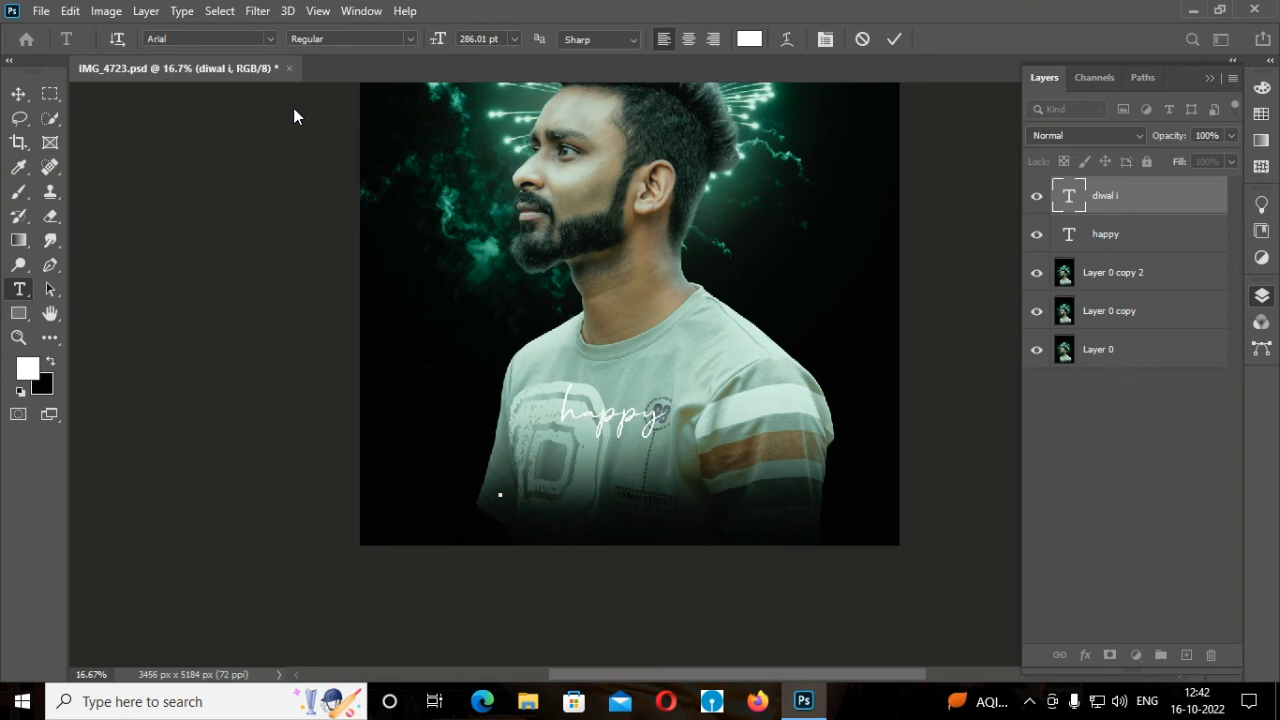 Ps File Edit Image Layer Type Select Filter 3D View Window Help
T Arial Regular 286.01 pt Sharp
IMG_4723.psd @ 16.7% (diwal i, RGB/8) * ×
Layers Channels Paths
Kind
Normal Opacity: 100%
Lock: Fill: 100%
T diwal i
T happy
Layer 0 copy 2
Layer 0 copy
Layer 0
happy
16.67% 3456 px x 5184 px (72 ppi)
Type here to search
Ps
AQI...
ENG
12:42
16-10-2022